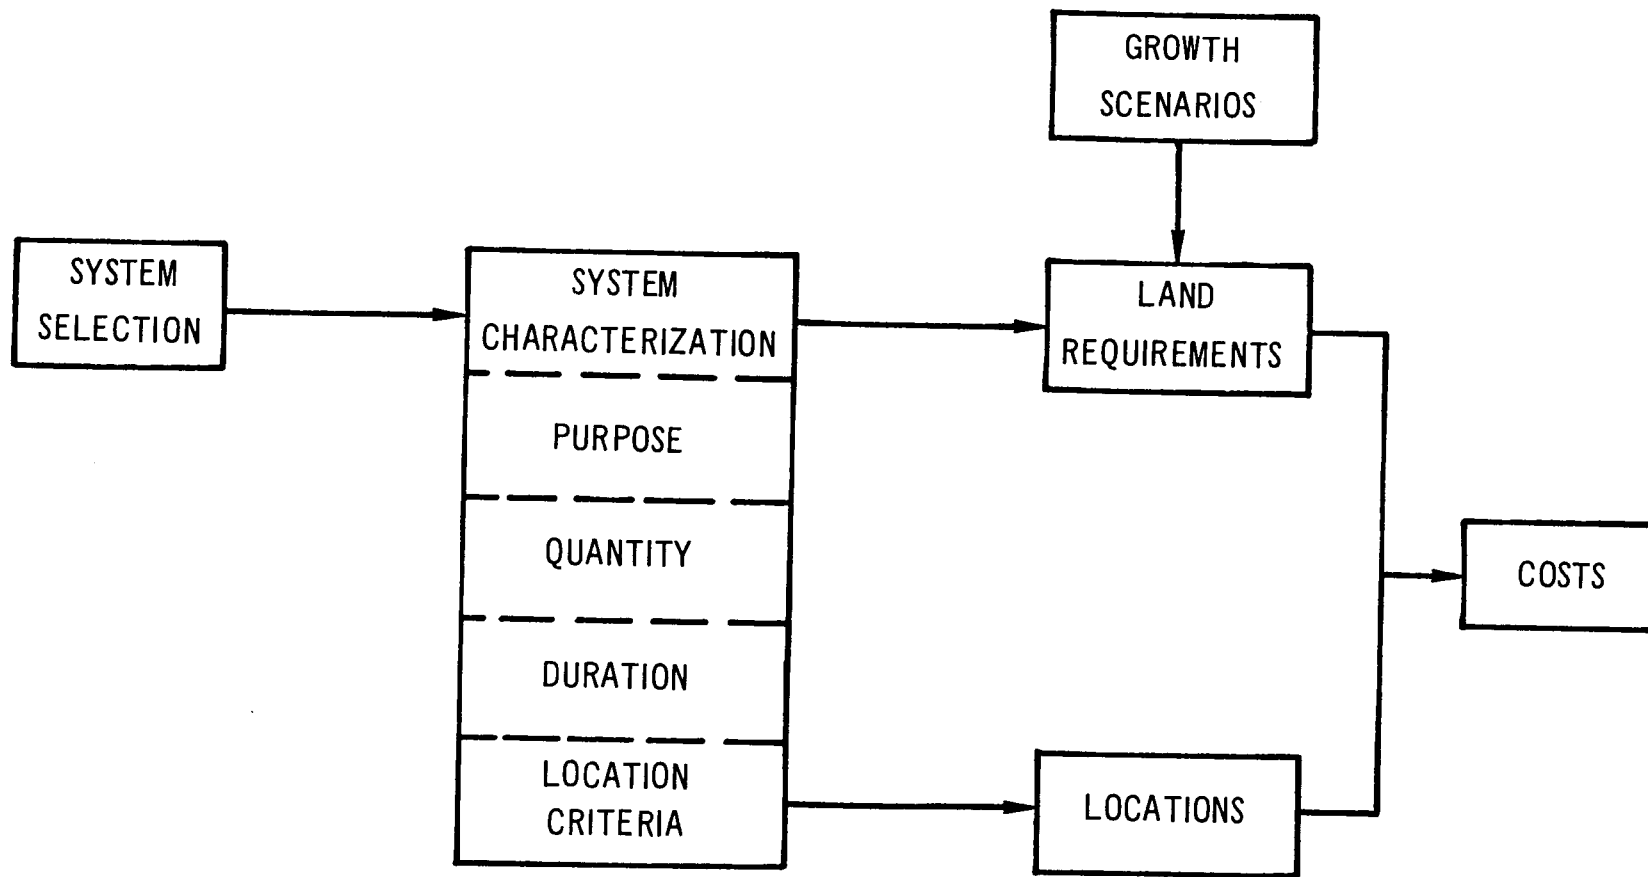 GROWTH
SCENARIOS
SYSTEM
SELECTION
SYSTEM
CHARACTERIZATION
LAND
REQUIREMENTS
PURPOSE
QUANTITY
COSTS
DURATION
LOCATION
CRITERIA
LOCATIONS